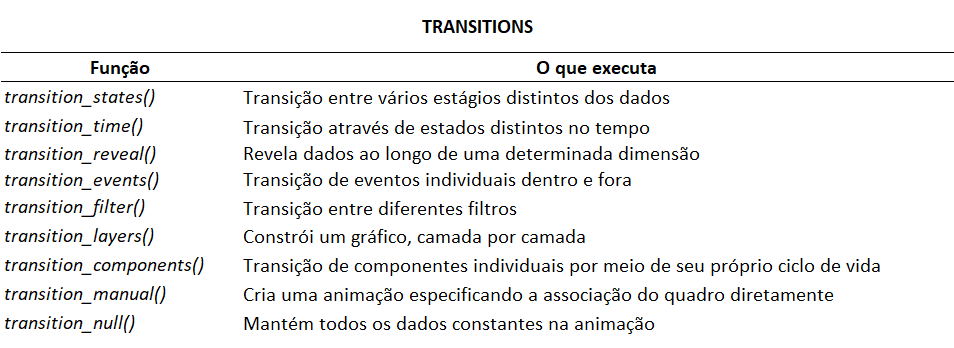 TRANSITIONS
Função O que executa
transition_states() Transição entre vários estágios distintos dos dados
transition_time() Transição através de estados distintos no tempo
transition_reveal() Revela dados ao longo de uma determinada dimensão
transition_events() Transição de eventos individuais dentro e fora
transition_filter() Transição entre diferentes filtros
transition_layers() Constrói um gráfico, camada por camada
transition_components() Transição de componentes individuais por meio de seu próprio ciclo de vida
transition_manual() Cria uma animação especificando a associação do quadro diretamente
transition_null() Mantém todos os dados constantes na animação